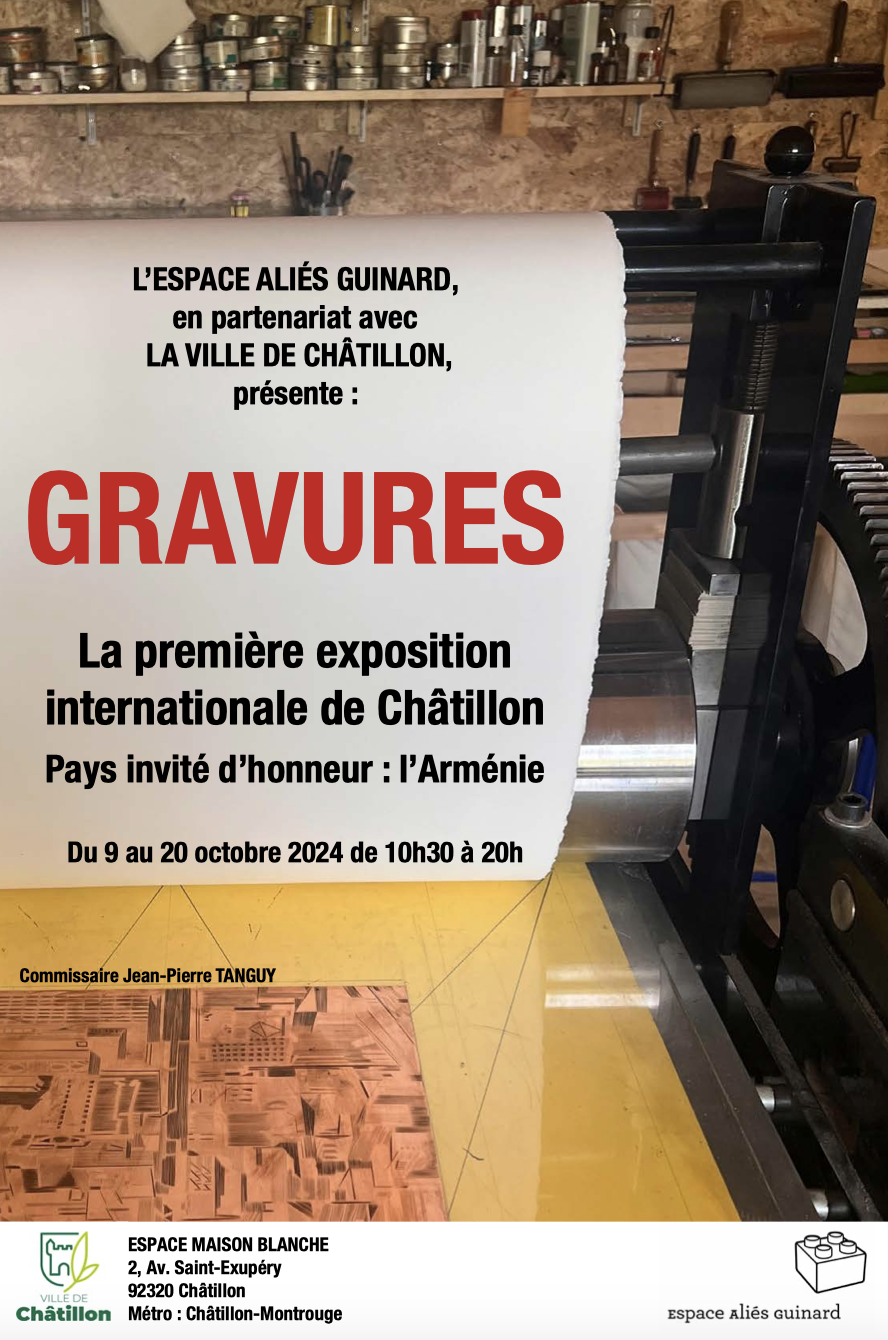 L'ESPACE ALIÉS GUINARD,
en partenariat avec
LA VILLE DE CHÂTILLON,
présente :
GRAVURES
La première exposition
internationale de Châtillon
Pays invité d'honneur : l'Arménie
Du 9 au 20 octobre 2024 de 10h30 à 20h
Commissaire Jean-Pierre TANGUY
VILLE DE
Châtillon
ESPACE MAISON BLANCHE
2, Av. Saint-Exupéry
92320 Châtillon
Métro : Châtillon-Montrouge
Espace Aliés Guinard